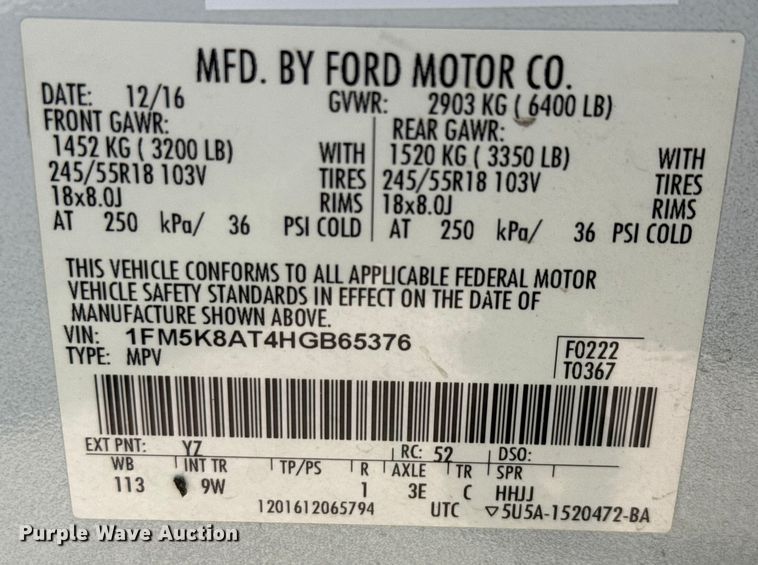 MFD. BY FORD MOTOR CO.
DATE: 12/16 GVWR: 2903 KG ( 6400 LB)
FRONT GAWR: REAR GAWR:
1452 KG ( 3200 LB) WITH 1520 KG ( 3350 LB) WITH
245/55R18 103V TIRES 245/55R18 103V TIRES
18x8.0J RIMS 18x8.0J RIMS
AT 250 kPa/ 36 PSI COLD AT 250 kPa/ 36 PSI COLD
THIS VEHICLE CONFORMS TO ALL APPLICABLE FEDERAL MOTOR
VEHICLE SAFETY STANDARDS IN EFFECT ON THE DATE OF
MANUFACTURE SHOWN ABOVE.
VIN: 1FM5K8AT4HGB65376 F0222
TYPE: MPV T0367
EXT PNT: YZ RC: 52 DSO:
WB INT TR TP/PS R AXLE TR SPR
113 9W 1 3E C HHJJ
1201612065794 UTC ▽5U5A-1520472-BA
Purple Wave Auction